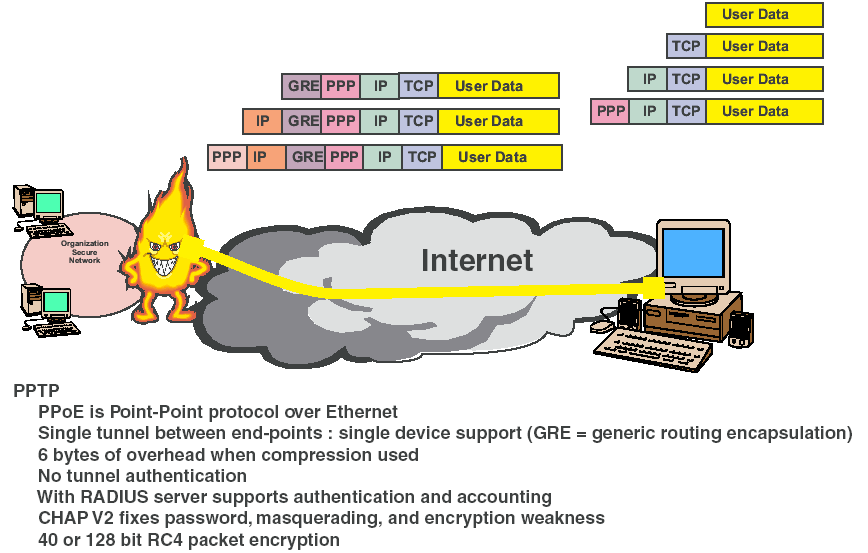 User Data
TCP User Data
IP TCP User Data
PPP IP TCP User Data
GRE PPP IP TCP User Data
IP GRE PPP IP TCP User Data
PPP IP GRE PPP IP TCP User Data
Organization
Secure
Network
Internet
PPTP
PPoE is Point-Point protocol over Ethernet
Single tunnel between end-points : single device support (GRE = generic routing encapsulation)
6 bytes of overhead when compression used
No tunnel authentication
With RADIUS server supports authentication and accounting
CHAP V2 fixes password, masquerading, and encryption weakness
40 or 128 bit RC4 packet encryption